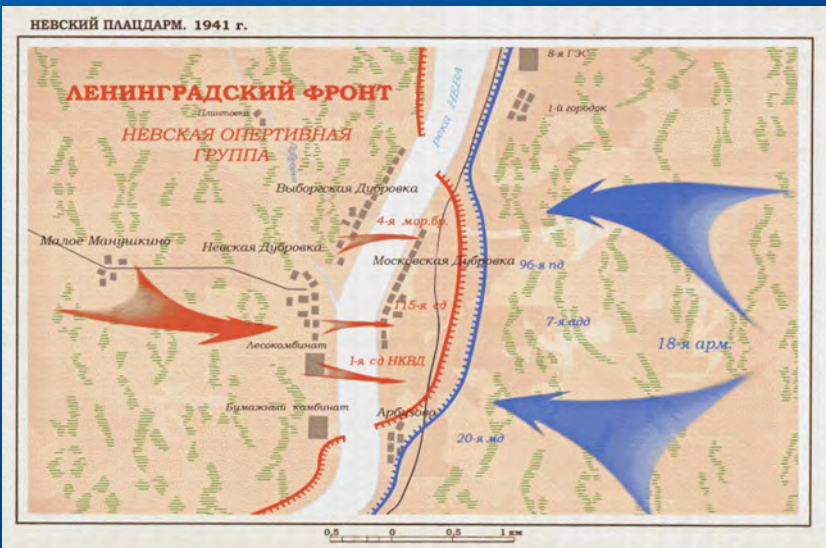 НЕВСКИЙ ПЛАЦДАРМ. 1941 г.
8-я ГЭС
ЛЕНИНГРАДСКИЙ ФРОНТ
1-й городок
Плинтовка
река НЕВА
НЕВСКАЯ ОПЕРТИВНАЯ
ГРУППА
Выборгская Дубровка
4-я мор.бр.
Малое Манушкино
Невская Дубровка
Московская Дубровка
96-я пд
115-я сд
7-я адд
18-я арм.
Лесокомбинат
1-я сд НКВД
Бумажный камбинат
Арбузово
20-я мд
0,5 0 0,5 1 км